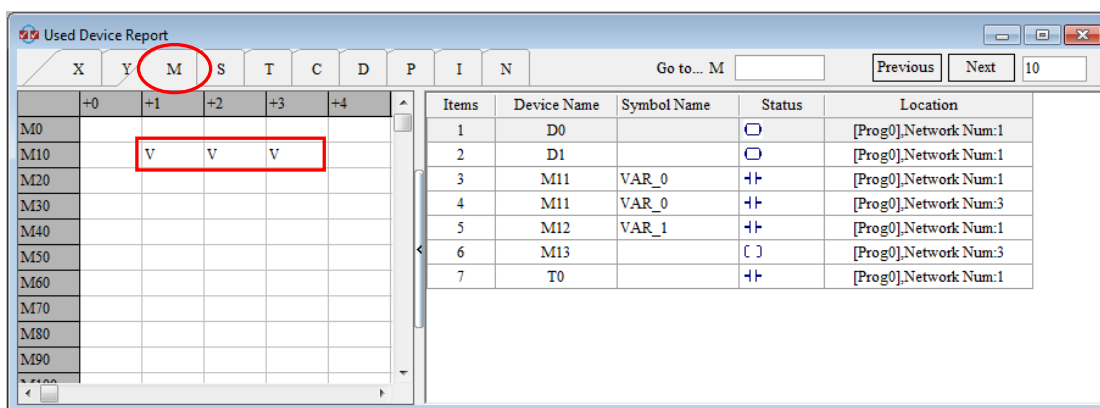 Used Device Report
X Y M S T C D P I N Go to... M Previous Next 10
+0 +1 +2 +3 +4
M0
M10 V V V
M20
M30
M40
M50
M60
M70
M80
M90
M100
Items Device Name Symbol Name Status Location
1 D0 [Prog0],Network Num:1
2 D1 [Prog0],Network Num:1
3 M11 VAR_0 [Prog0],Network Num:1
4 M11 VAR_0 [Prog0],Network Num:3
5 M12 VAR_1 [Prog0],Network Num:1
6 M13 [Prog0],Network Num:3
7 T0 [Prog0],Network Num:1